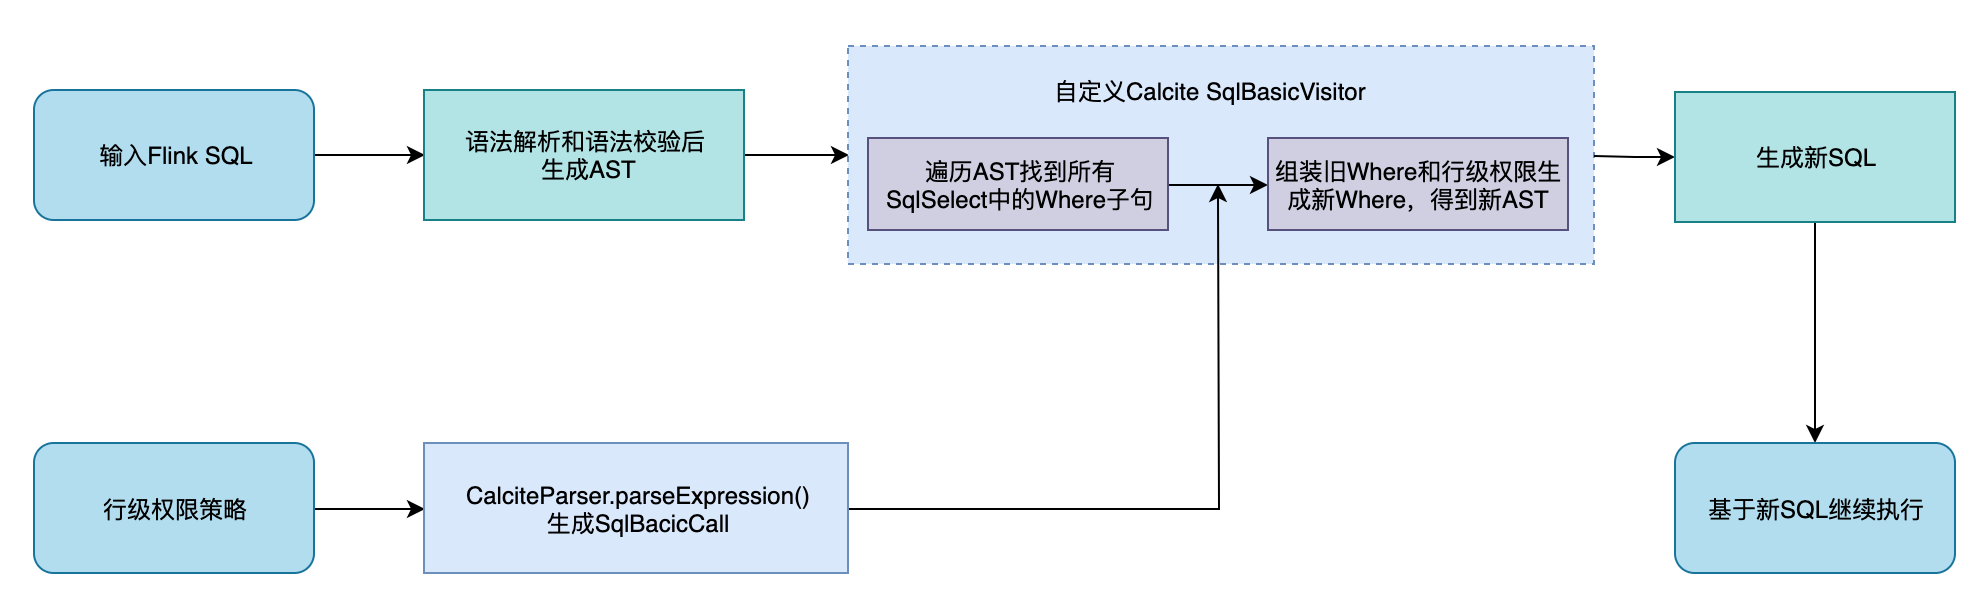 输入Flink SQL
语法解析和语法校验后
生成AST
自定义Calcite SqlBasicVisitor
遍历AST找到所有
SqlSelect中的Where子句
组装旧Where和行级权限生
成新Where，得到新AST
生成新SQL
行级权限策略
CalciteParser.parseExpression()
生成SqlBacicCall
基于新SQL继续执行